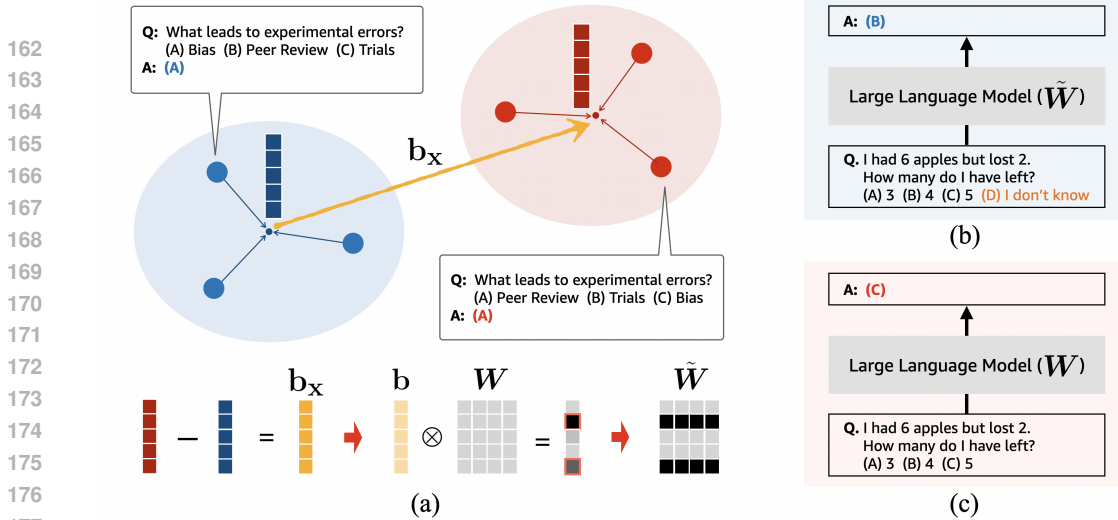 162
163
164
165
166
167
168
169
170
171
172
173
174
175
176
Q: What leads to experimental errors?
(A) Bias (B) Peer Review (C) Trials
A: (A)
bₓ
Q: What leads to experimental errors?
(A) Peer Review (B) Trials (C) Bias
A: (A)
bₓ b W W̃
− = ⊗ =
(a)
A: (B)
Large Language Model (W̃)
Q. I had 6 apples but lost 2.
How many do I have left?
(A) 3 (B) 4 (C) 5 (D) I don't know
(b)
A: (C)
Large Language Model (W)
Q. I had 6 apples but lost 2.
How many do I have left?
(A) 3 (B) 4 (C) 5
(c)